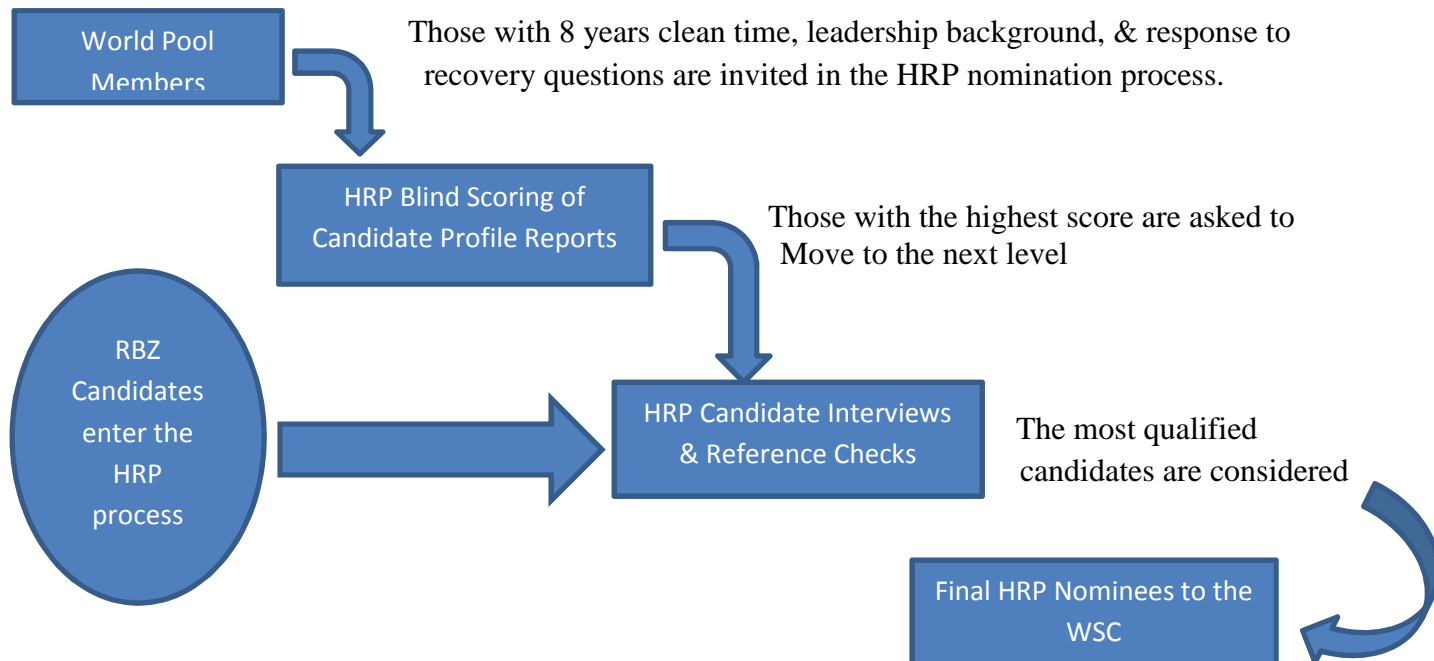 World Pool
Members
Those with 8 years clean time, leadership background, & response to
recovery questions are invited in the HRP nomination process.
HRP Blind Scoring of
Candidate Profile Reports
Those with the highest score are asked to
Move to the next level
RBZ
Candidates
enter the
HRP
process
HRP Candidate Interviews
& Reference Checks
The most qualified
candidates are considered
Final HRP Nominees to the
WSC